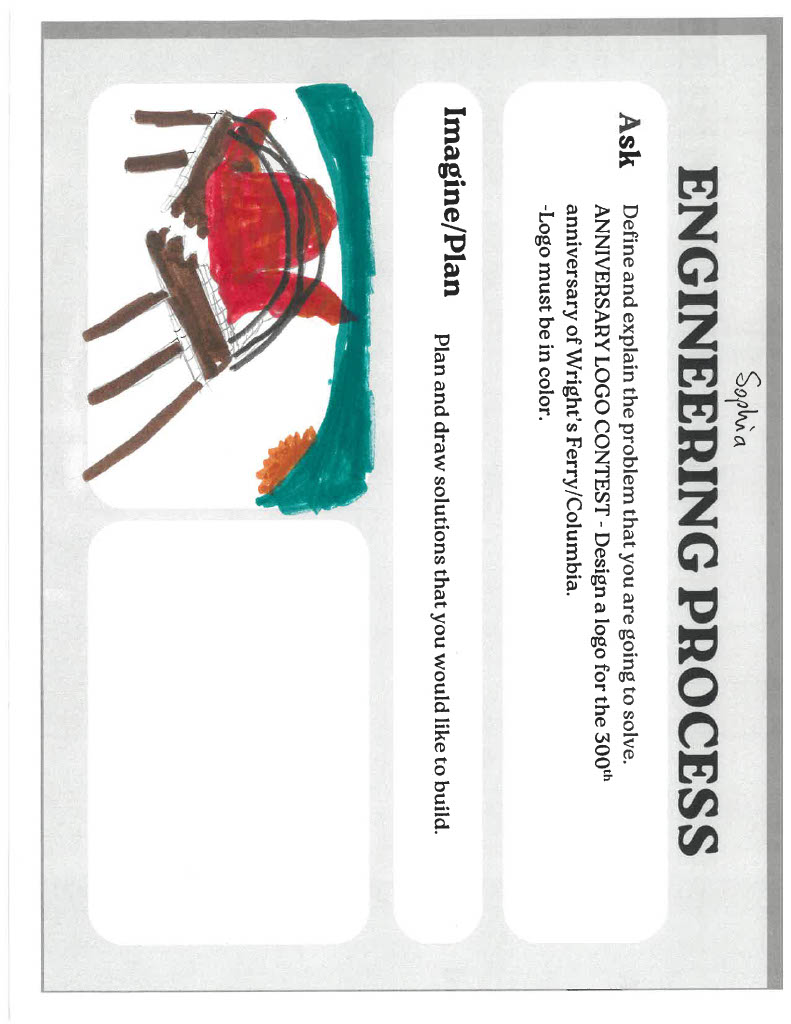 Sophia
ENGINEERING PROCESS
Ask Define and explain the problem that you are going to solve.
ANNIVERSARY LOGO CONTEST - Design a logo for the 300th
anniversary of Wright's Ferry/Columbia.
-Logo must be in color.
Imagine/Plan Plan and draw solutions that you would like to build.